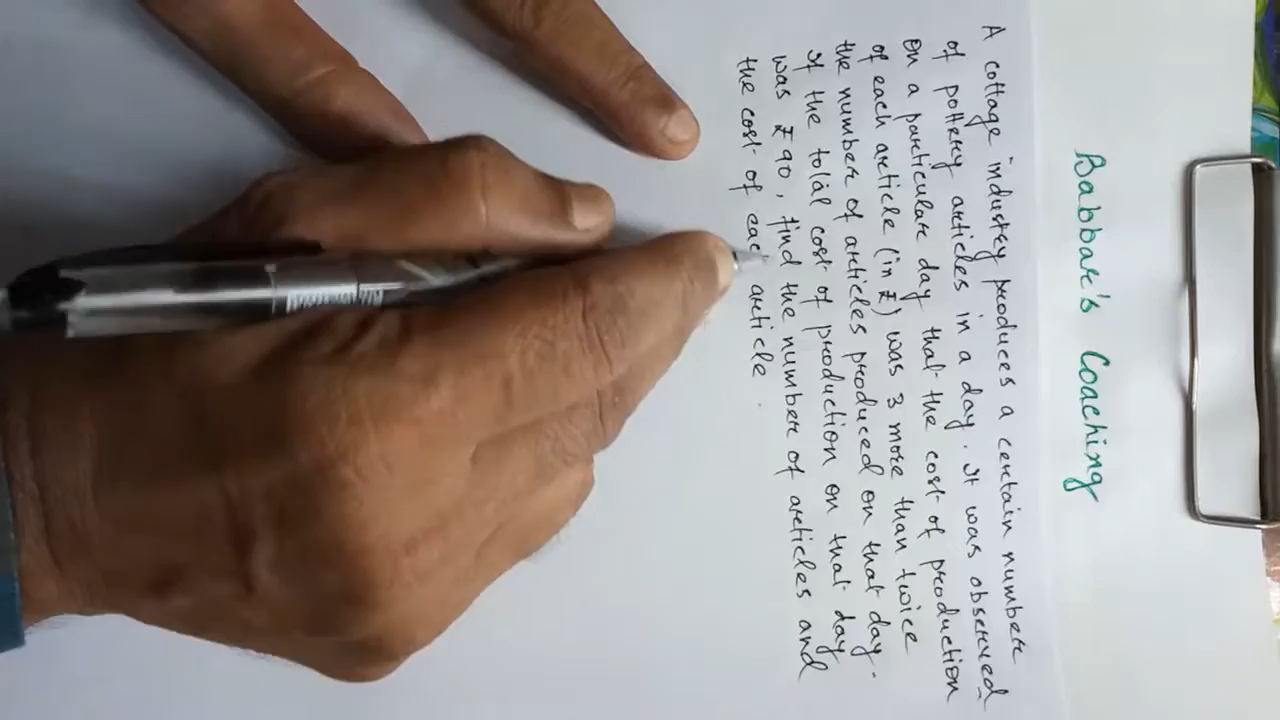 Babbar's Coaching
A cottage industry produces a certain number
of pottery articles in a day. It was observed
on a particular day that the cost of production
of each article (in ₹) was 3 more than twice
the number of articles produced on that day.
If the total cost of production on that day
was ₹ 90, find the number of articles and
the cost of each article.